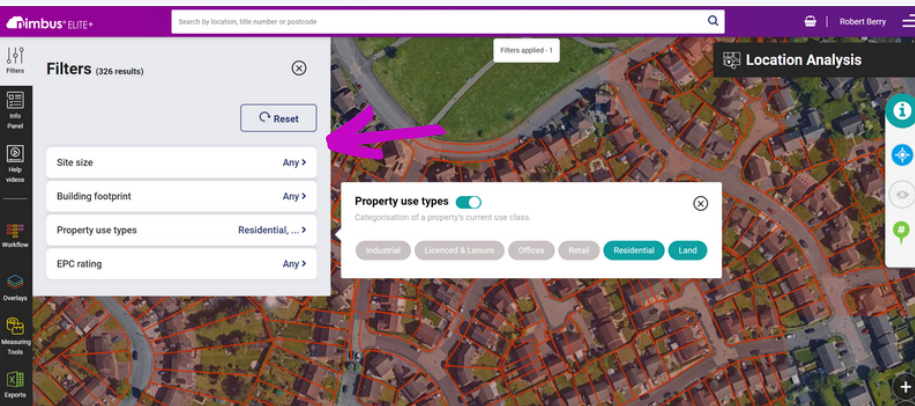 nimbus® ELITE+
Search by location, title number or postcode
Robert Berry
Filters
Info
Panel
Help
videos
Workflow
Overlays
Measuring
Tools
Exports
Filters (326 results)
Reset
Site size Any >
Building footprint Any >
Property use types Residential, ... >
EPC rating Any >
Filters applied - 1
Location Analysis
Property use types
Categorisation of a property's current use class.
Industrial Licenced & Leisure Offices Retail Residential Land